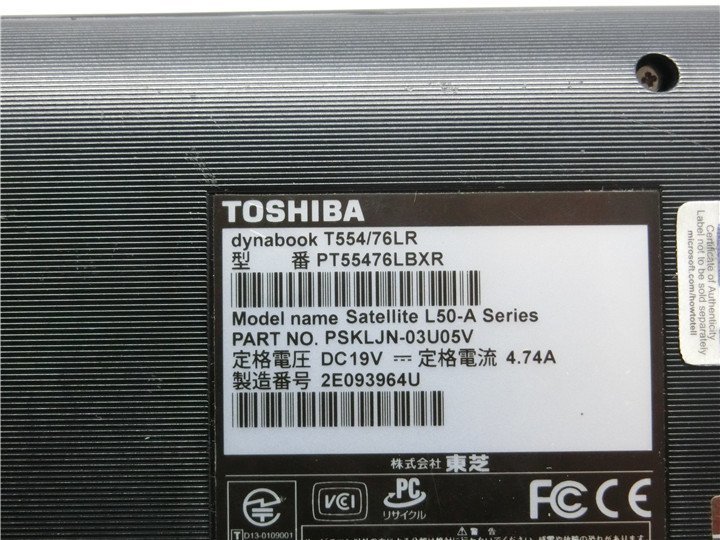 TOSHIBA
dynabook T554/76LR
型 番 PT55476LBXR
Model name Satellite L50-A Series
PART NO. PSKLJN-03U05V
定格電圧 DC19V 定格電流 4.74A
製造番号 2E093964U
株式会社 東芝
VCI
PC
リサイクル
FC CE
T D13-0109001
警告
Certificate of Authenticity
Label not to be sold separately
microsoft.com/howtotell